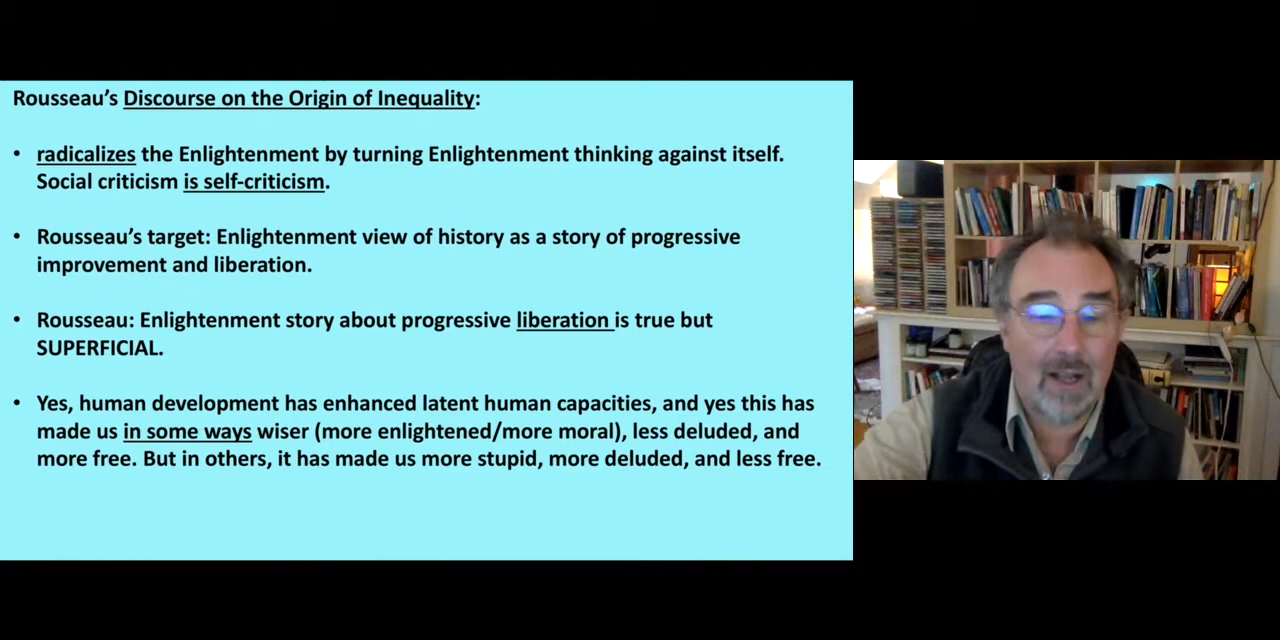 Rousseau’s Discourse on the Origin of Inequality:
• radicalizes the Enlightenment by turning Enlightenment thinking against itself.
Social criticism is self-criticism.
• Rousseau’s target: Enlightenment view of history as a story of progressive
improvement and liberation.
• Rousseau: Enlightenment story about progressive liberation is true but
SUPERFICIAL.
• Yes, human development has enhanced latent human capacities, and yes this has
made us in some ways wiser (more enlightened/more moral), less deluded, and
more free. But in others, it has made us more stupid, more deluded, and less free.